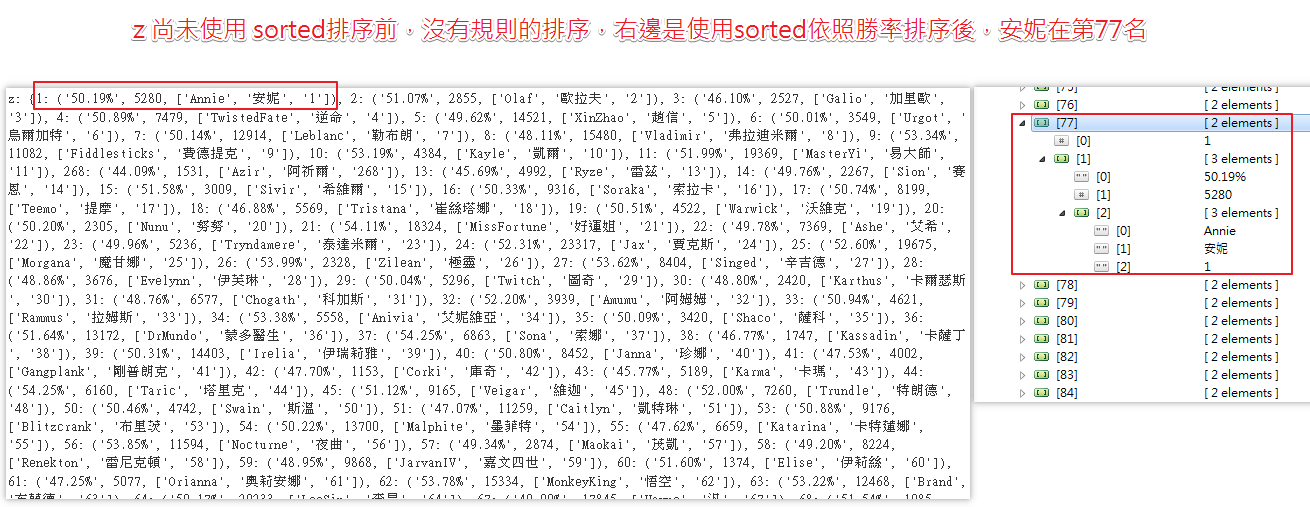 z 尚未使用 sorted排序前，沒有規則的排序，右邊是使用sorted依照勝率排序後，安妮在第77名
z: {1: ('50.19%', 5280, ['Annie', '安妮', '1']), 2: ('51.07%', 2855, ['Olaf', '歐拉夫', '2']), 3: ('46.10%', 2527, ['Galio', '加里歐',
'3']), 4: ('50.89%', 7479, ['TwistedFate', '逆命', '4']), 5: ('49.62%', 14521, ['XinZhao', '趙信', '5']), 6: ('50.01%', 3549, ['Urgot', '
烏爾加特', '6']), 7: ('50.14%', 12914, ['Leblanc', '勒布朗', '7']), 8: ('48.11%', 15480, ['Vladimir', '弗拉迪米爾', '8']), 9: ('53.34%',
11082, ['Fiddlesticks', '費德提克', '9']), 10: ('53.19%', 4384, ['Kayle', '凱爾', '10']), 11: ('51.99%', 19369, ['MasterYi', '易大師',
'11']), 268: ('44.09%', 1531, ['Azir', '阿祈爾', '268']), 13: ('45.69%', 4992, ['Ryze', '雷茲', '13']), 14: ('49.76%', 2267, ['Sion', '賽
恩', '14']), 15: ('51.58%', 3009, ['Sivir', '希維爾', '15']), 16: ('50.33%', 9316, ['Soraka', '索拉卡', '16']), 17: ('50.74%', 8199,
['Teemo', '提摩', '17']), 18: ('46.88%', 5569, ['Tristana', '崔絲塔娜', '18']), 19: ('50.51%', 4522, ['Warwick', '沃維克', '19']), 20:
('50.20%', 2305, ['Nunu', '努努', '20']), 21: ('54.11%', 18324, ['MissFortune', '好運姐', '21']), 22: ('49.78%', 7369, ['Ashe', '艾希',
'22']), 23: ('49.96%', 5236, ['Tryndamere', '泰達米爾', '23']), 24: ('52.31%', 23317, ['Jax', '賈克斯', '24']), 25: ('52.60%', 19675,
['Morgana', '魔甘娜', '25']), 26: ('53.99%', 2328, ['Zilean', '極靈', '26']), 27: ('53.62%', 8404, ['Singed', '辛吉德', '27']), 28:
('48.86%', 3676, ['Evelynn', '伊芙琳', '28']), 29: ('50.04%', 5296, ['Twitch', '圖奇', '29']), 30: ('48.80%', 2420, ['Karthus', '卡爾瑟斯
', '30']), 31: ('48.76%', 6577, ['Chogath', '科加斯', '31']), 32: ('52.20%', 3939, ['Amumu', '阿姆姆', '32']), 33: ('50.94%', 4621,
['Rammus', '拉姆斯', '33']), 34: ('53.38%', 5558, ['Anivia', '艾妮維亞', '34']), 35: ('50.09%', 3420, ['Shaco', '薩科', '35']), 36:
('51.64%', 13172, ['DrMundo', '蒙多醫生', '36']), 37: ('54.25%', 6863, ['Sona', '索娜', '37']), 38: ('46.77%', 1747, ['Kassadin', '卡薩丁
', '38']), 39: ('50.31%', 14403, ['Irelia', '伊瑞莉雅', '39']), 40: ('50.80%', 8452, ['Janna', '珍娜', '40']), 41: ('47.53%', 4002,
['Gangplank', '剛普朗克', '41']), 42: ('47.70%', 1153, ['Corki', '庫奇', '42']), 43: ('45.77%', 5189, ['Karma', '卡瑪', '43']), 44:
('54.25%', 6160, ['Taric', '塔里克', '44']), 45: ('51.12%', 9165, ['Veigar', '維迦', '45']), 48: ('52.00%', 7260, ['Trundle', '特朗德',
'48']), 50: ('50.46%', 4742, ['Swain', '斯溫', '50']), 51: ('47.07%', 11259, ['Caitlyn', '凱特琳', '51']), 53: ('50.88%', 9176,
['Blitzcrank', '布里茨', '53']), 54: ('50.22%', 13700, ['Malphite', '墨菲特', '54']), 55: ('47.62%', 6659, ['Katarina', '卡特蓮娜',
'55']), 56: ('53.85%', 11594, ['Nocturne', '夜曲', '56']), 57: ('49.34%', 2874, ['Maokai', '茂凱', '57']), 58: ('49.20%', 8224,
['Renekton', '雷尼克頓', '58']), 59: ('48.95%', 9868, ['JarvanIV', '嘉文四世', '59']), 60: ('51.60%', 1374, ['Elise', '伊莉絲', '60']),
61: ('47.25%', 5077, ['Orianna', '奧莉安娜', '61']), 62: ('53.78%', 15334, ['MonkeyKing', '悟空', '62']), 63: ('53.22%', 12468, ['Brand',
[76]
[ 2 elements ]
[77]
[ 2 elements ]
[0]
1
[1]
[ 3 elements ]
[0]
50.19%
[1]
5280
[2]
[ 3 elements ]
[0]
Annie
[1]
安妮
[2]
1
[78]
[ 2 elements ]
[79]
[ 2 elements ]
[80]
[ 2 elements ]
[81]
[ 2 elements ]
[82]
[ 2 elements ]
[83]
[ 2 elements ]
[84]
[ 2 elements ]